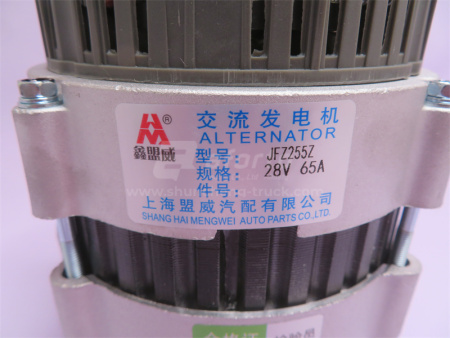 ®
鑫盟威
交流发电机
ALTERNATOR
型号: JFZ255Z
规格: 28V 65A
件号:
上海盟威汽配有限公司
SHANG HAI MENGWEI AUTO PARTS CO.LTD.